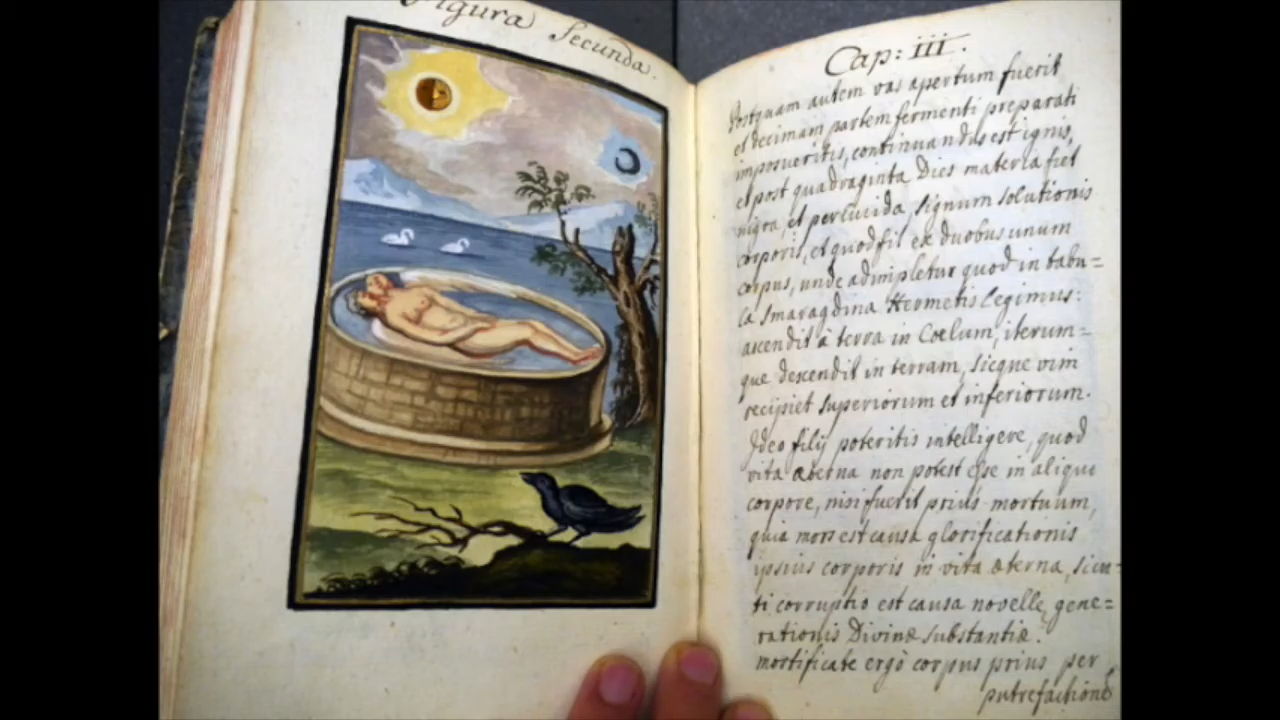 Figura Secunda.
Cap: III.
Postquam autem vas apertum fuerit
et decimam partem fermenti preparati
imposueritis, continuandus est ignis,
et post quadraginta Dies materia fiet
nigra, et perlucida, signum solutionis
corporis, et quod fit ex duobus unum
corpus, unde adimpletur quod in tabu=
la smaragdina Hermetis legimus:
ascendit à terra in Coelum, iterum=
que descendit in terram, sicque vim
recipiet superiorum et inferiorum.
Ideo filij poteritis intelligere, quod
vita aeterna non potest esse in aliquo
corpore, nisi fuerit prius mortuum,
quia mors est causa glorificationis
ipsius corporis in vita æterna, sicu-
ti corruptio est causa novelle gene=
rationis Divinæ substantiæ.
mortificate ergò corpus prius per
putrefactione